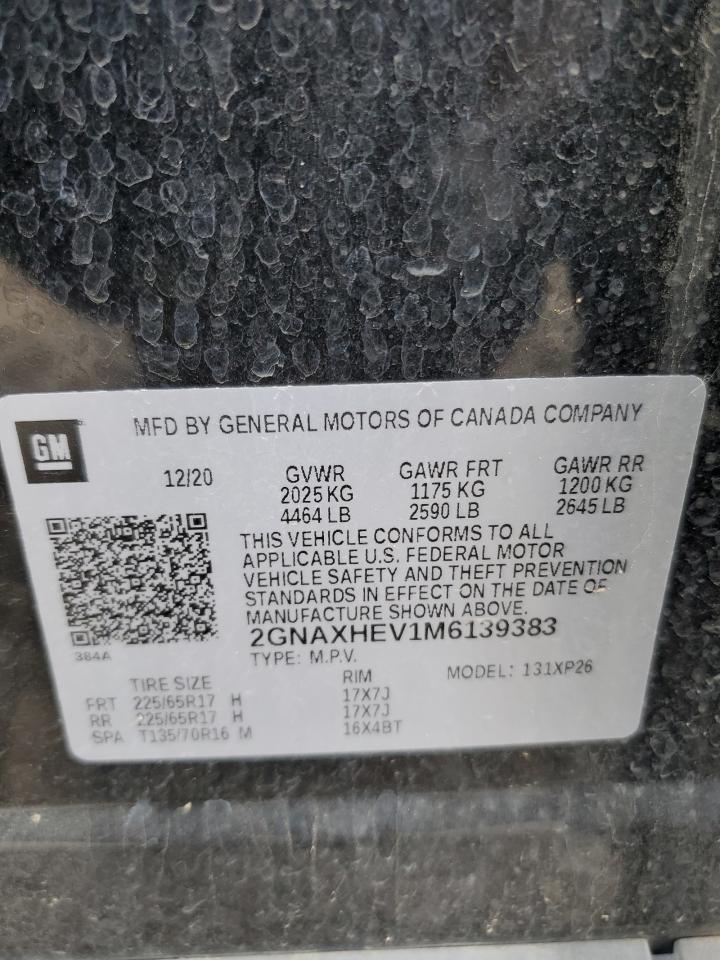 GM
MFD BY GENERAL MOTORS OF CANADA COMPANY
12/20 GVWR GAWR FRT GAWR RR
2025 KG 1175 KG 1200 KG
4464 LB 2590 LB 2645 LB
THIS VEHICLE CONFORMS TO ALL
APPLICABLE U.S. FEDERAL MOTOR
VEHICLE SAFETY AND THEFT PREVENTION
STANDARDS IN EFFECT ON THE DATE OF
MANUFACTURE SHOWN ABOVE.
2GNAXHEV1M6139383
384A
TYPE: M.P.V. MODEL: 131XP26
TIRE SIZE RIM
FRT 225/65R17 H 17X7J
RR 225/65R17 H 17X7J
SPA T135/70R16 M 16X4BT